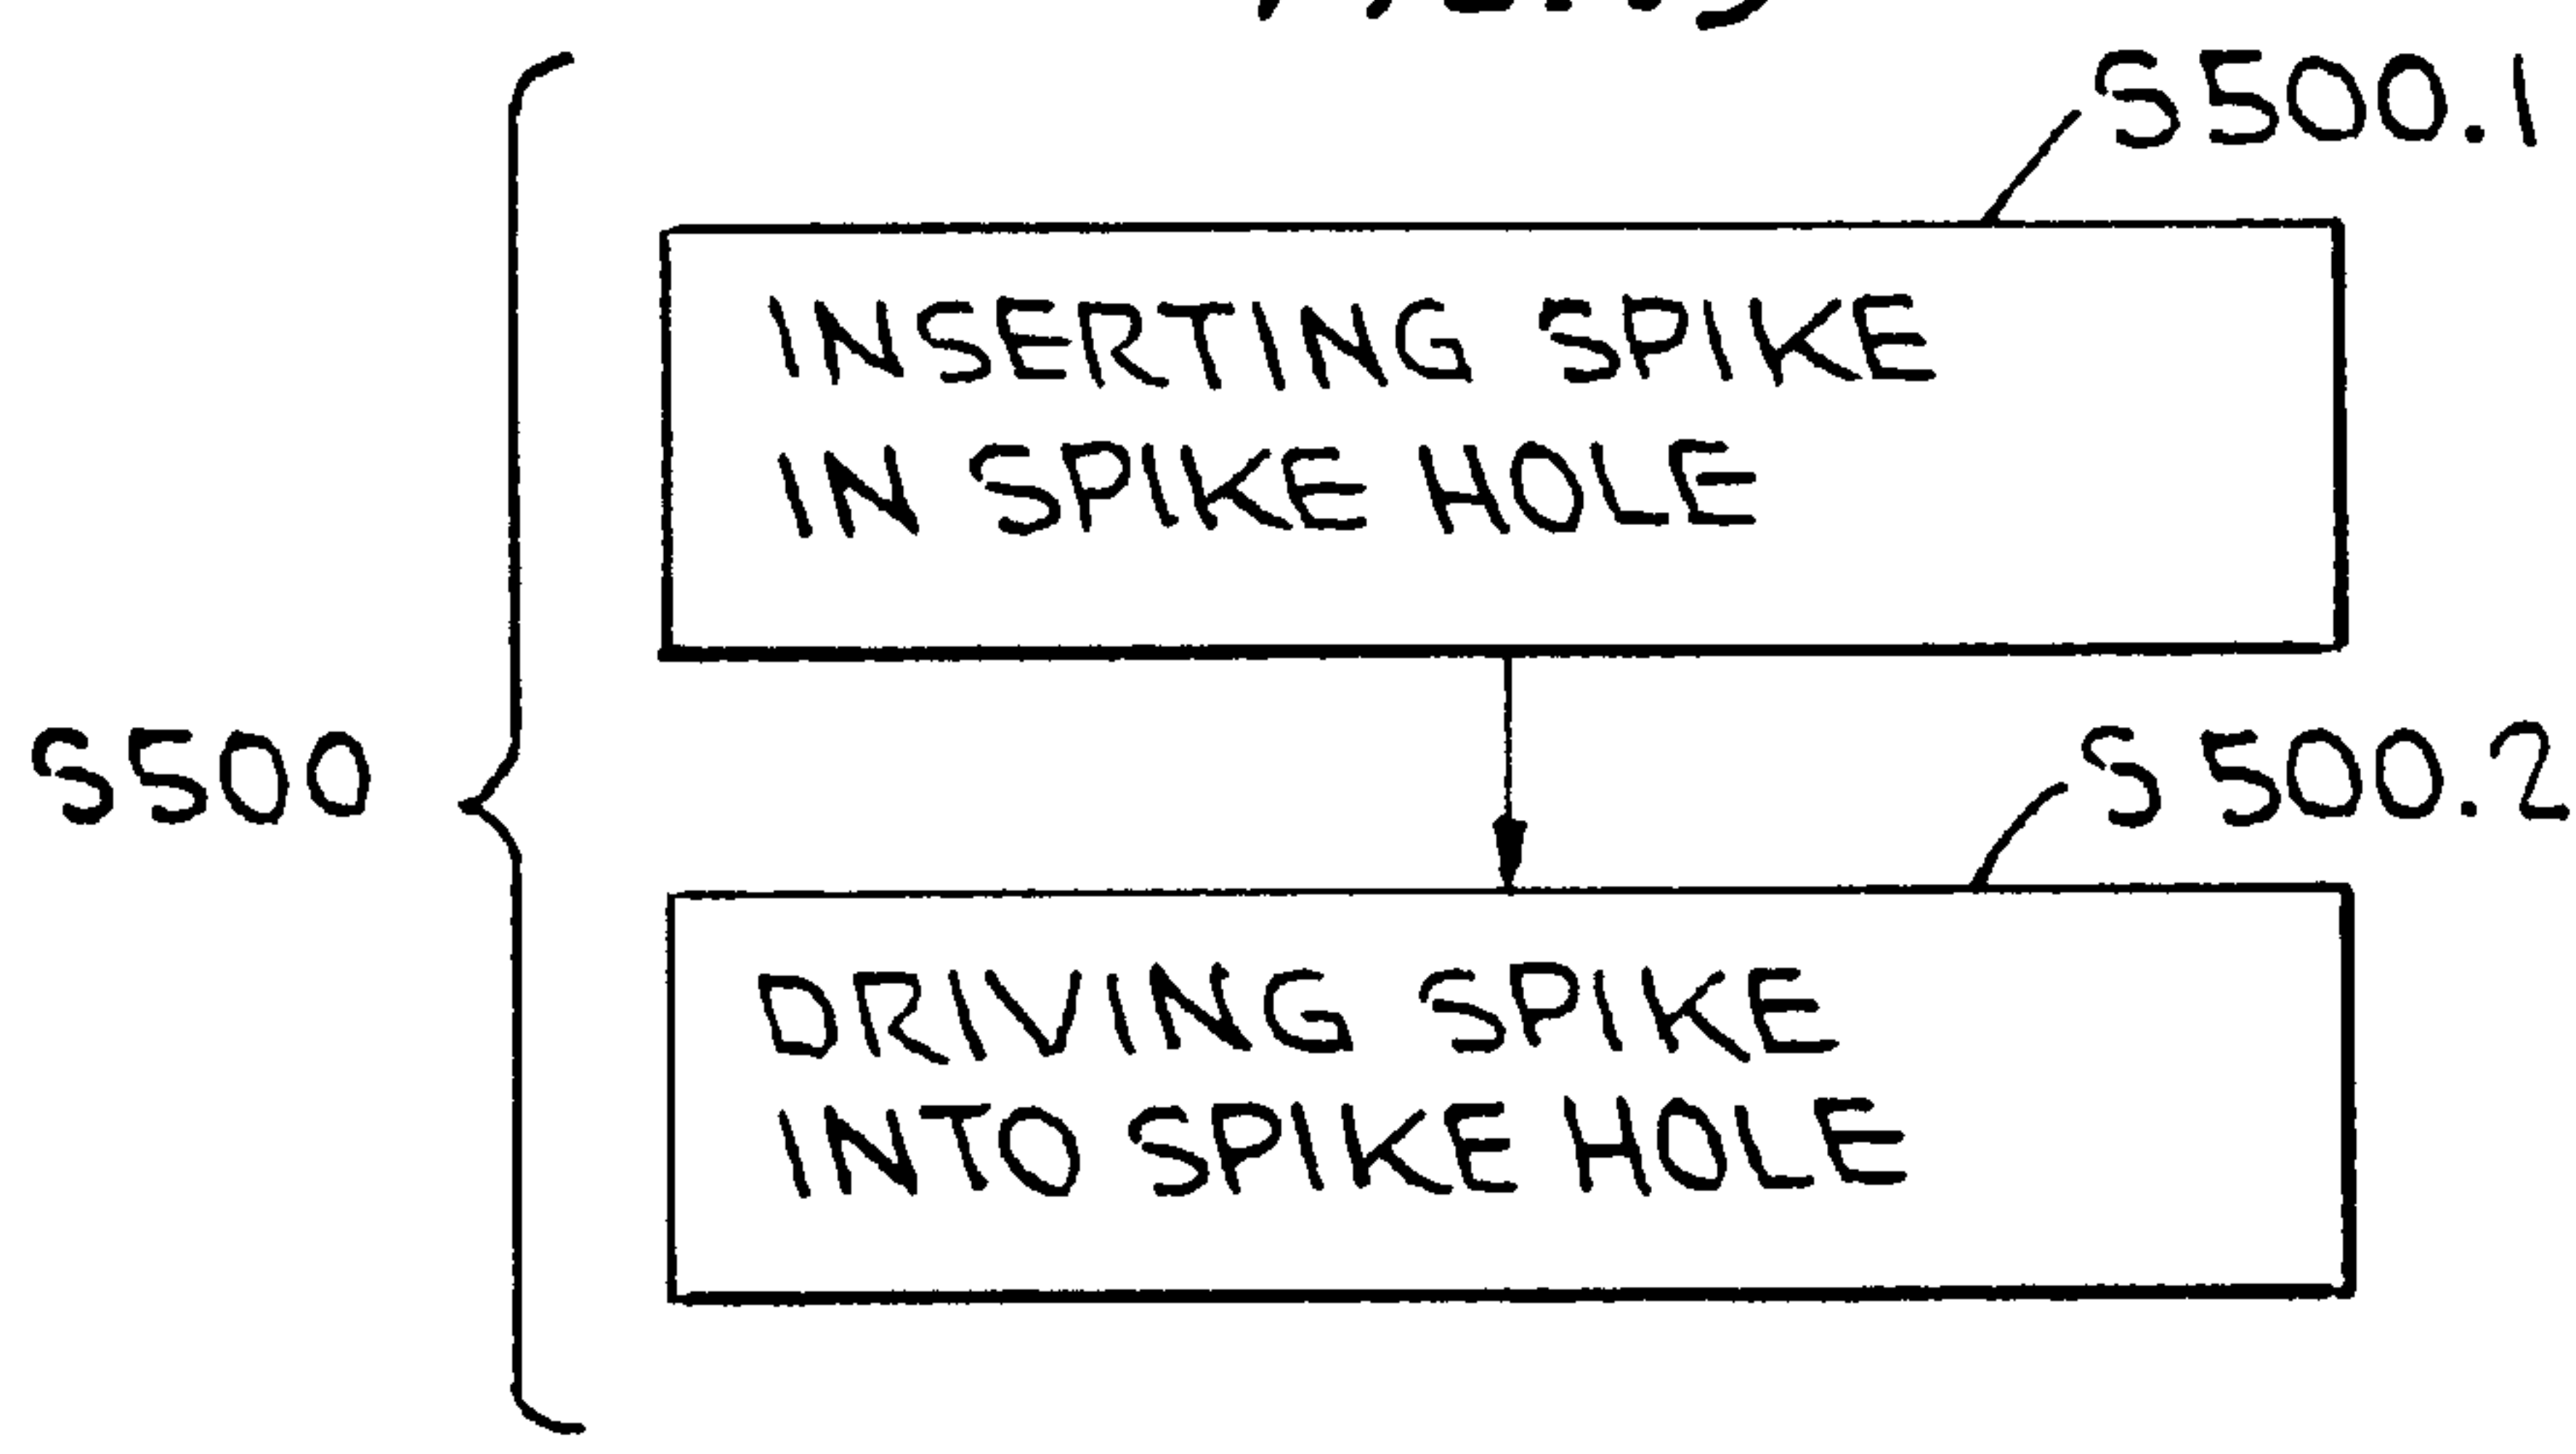 S500.1
INSERTING SPIKE
IN SPIKE HOLE
S500
S500.2
DRIVING SPIKE
INTO SPIKE HOLE